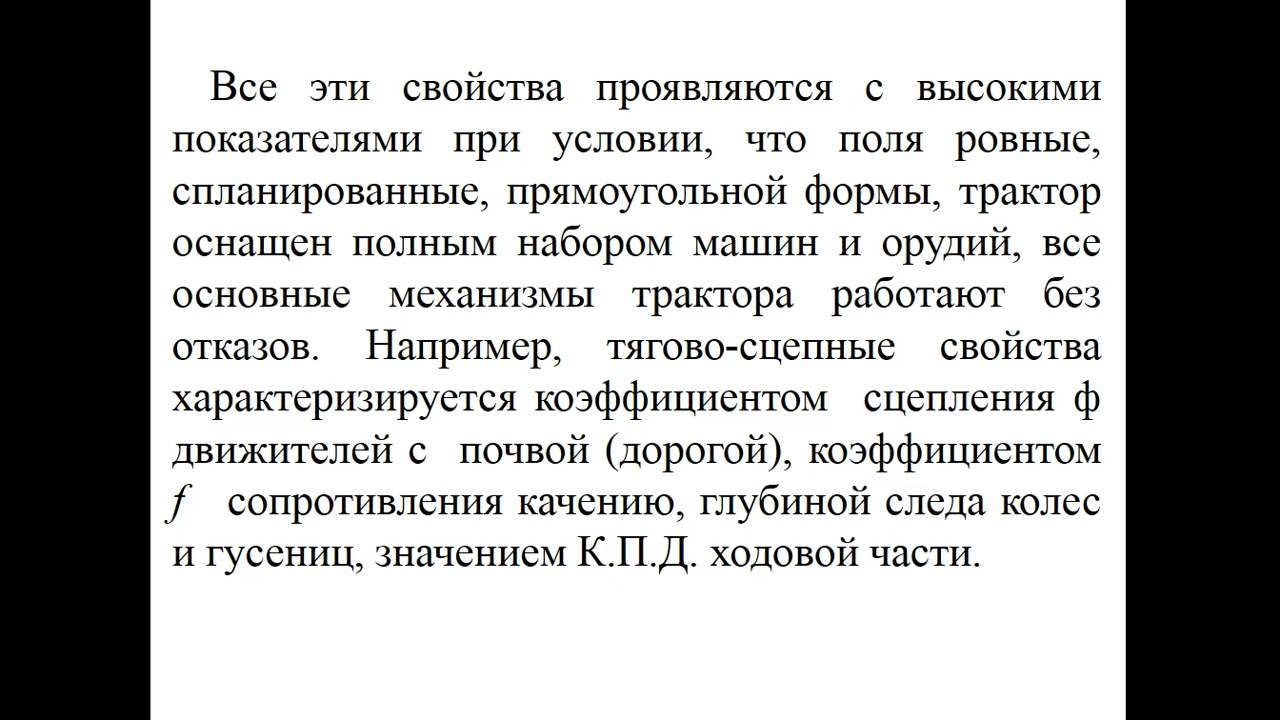 Все эти свойства проявляются с высокими
показателями при условии, что поля ровные,
спланированные, прямоугольной формы, трактор
оснащен полным набором машин и орудий, все
основные механизмы трактора работают без
отказов. Например, тягово-сцепные свойства
характеризируется коэффициентом сцепления ф
движителей с почвой (дорогой), коэффициентом
f сопротивления качению, глубиной следа колес
и гусениц, значением К.П.Д. ходовой части.